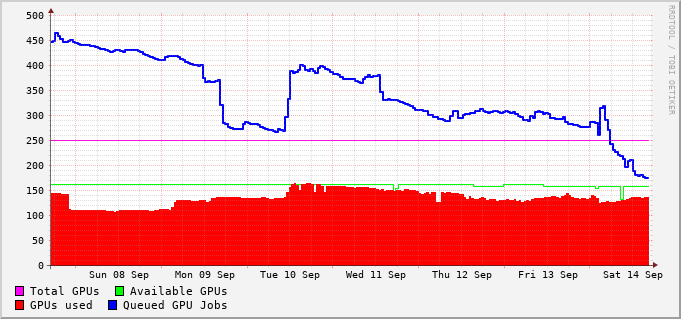 500
450
400
350
300
250
200
150
100
50
0
Sun 08 Sep Mon 09 Sep Tue 10 Sep Wed 11 Sep Thu 12 Sep Fri 13 Sep Sat 14 Sep
Total GPUs Available GPUs
GPUs used Queued GPU Jobs
RRDTOOL / TOBI OETIKER